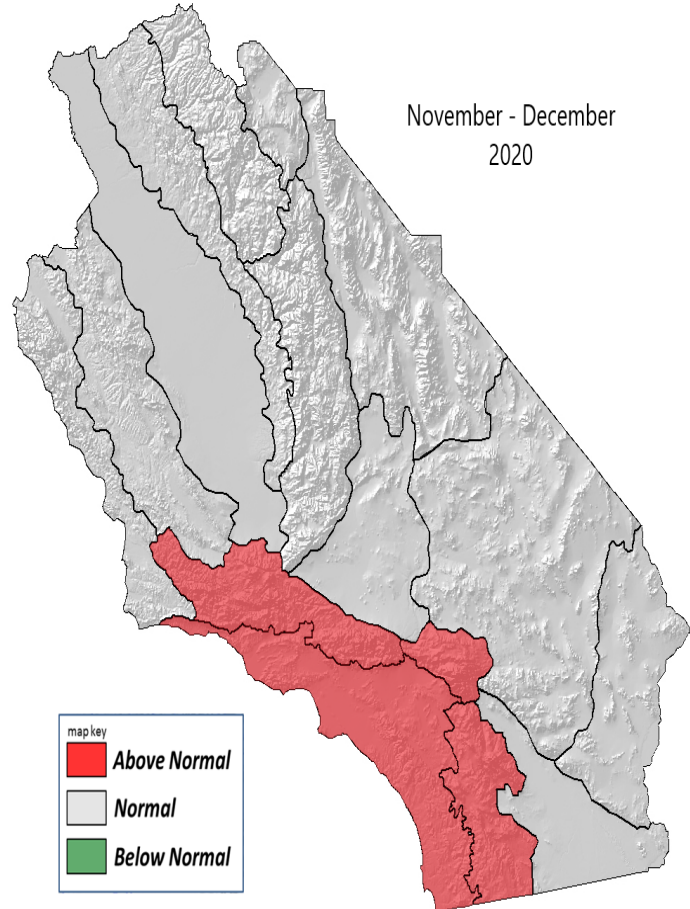 November - December
2020
map key
Above Normal
Normal
Below Normal